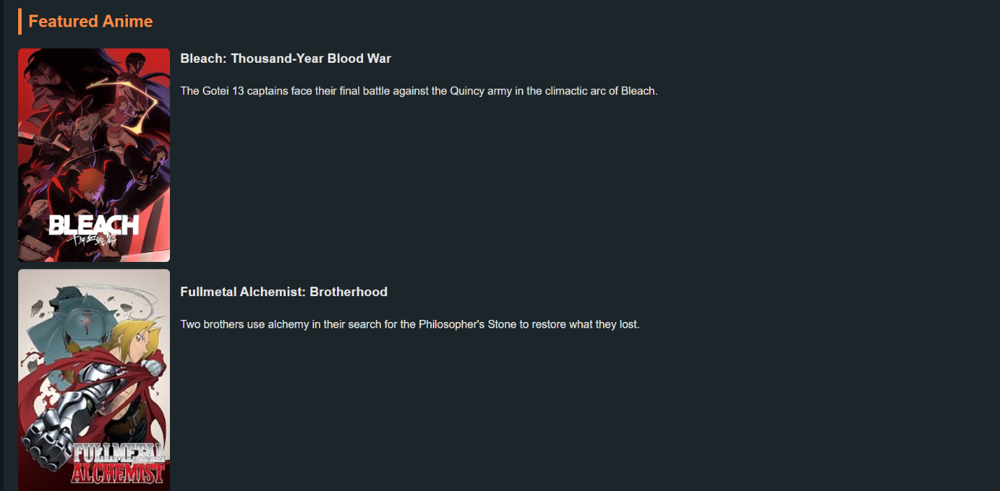 Featured Anime
Bleach: Thousand-Year Blood War
The Gotei 13 captains face their final battle against the Quincy army in the climactic arc of Bleach.
BLEACH
千年血戦篇
Fullmetal Alchemist: Brotherhood
Two brothers use alchemy in their search for the Philosopher's Stone to restore what they lost.
FULLMETAL
ALCHEMIST